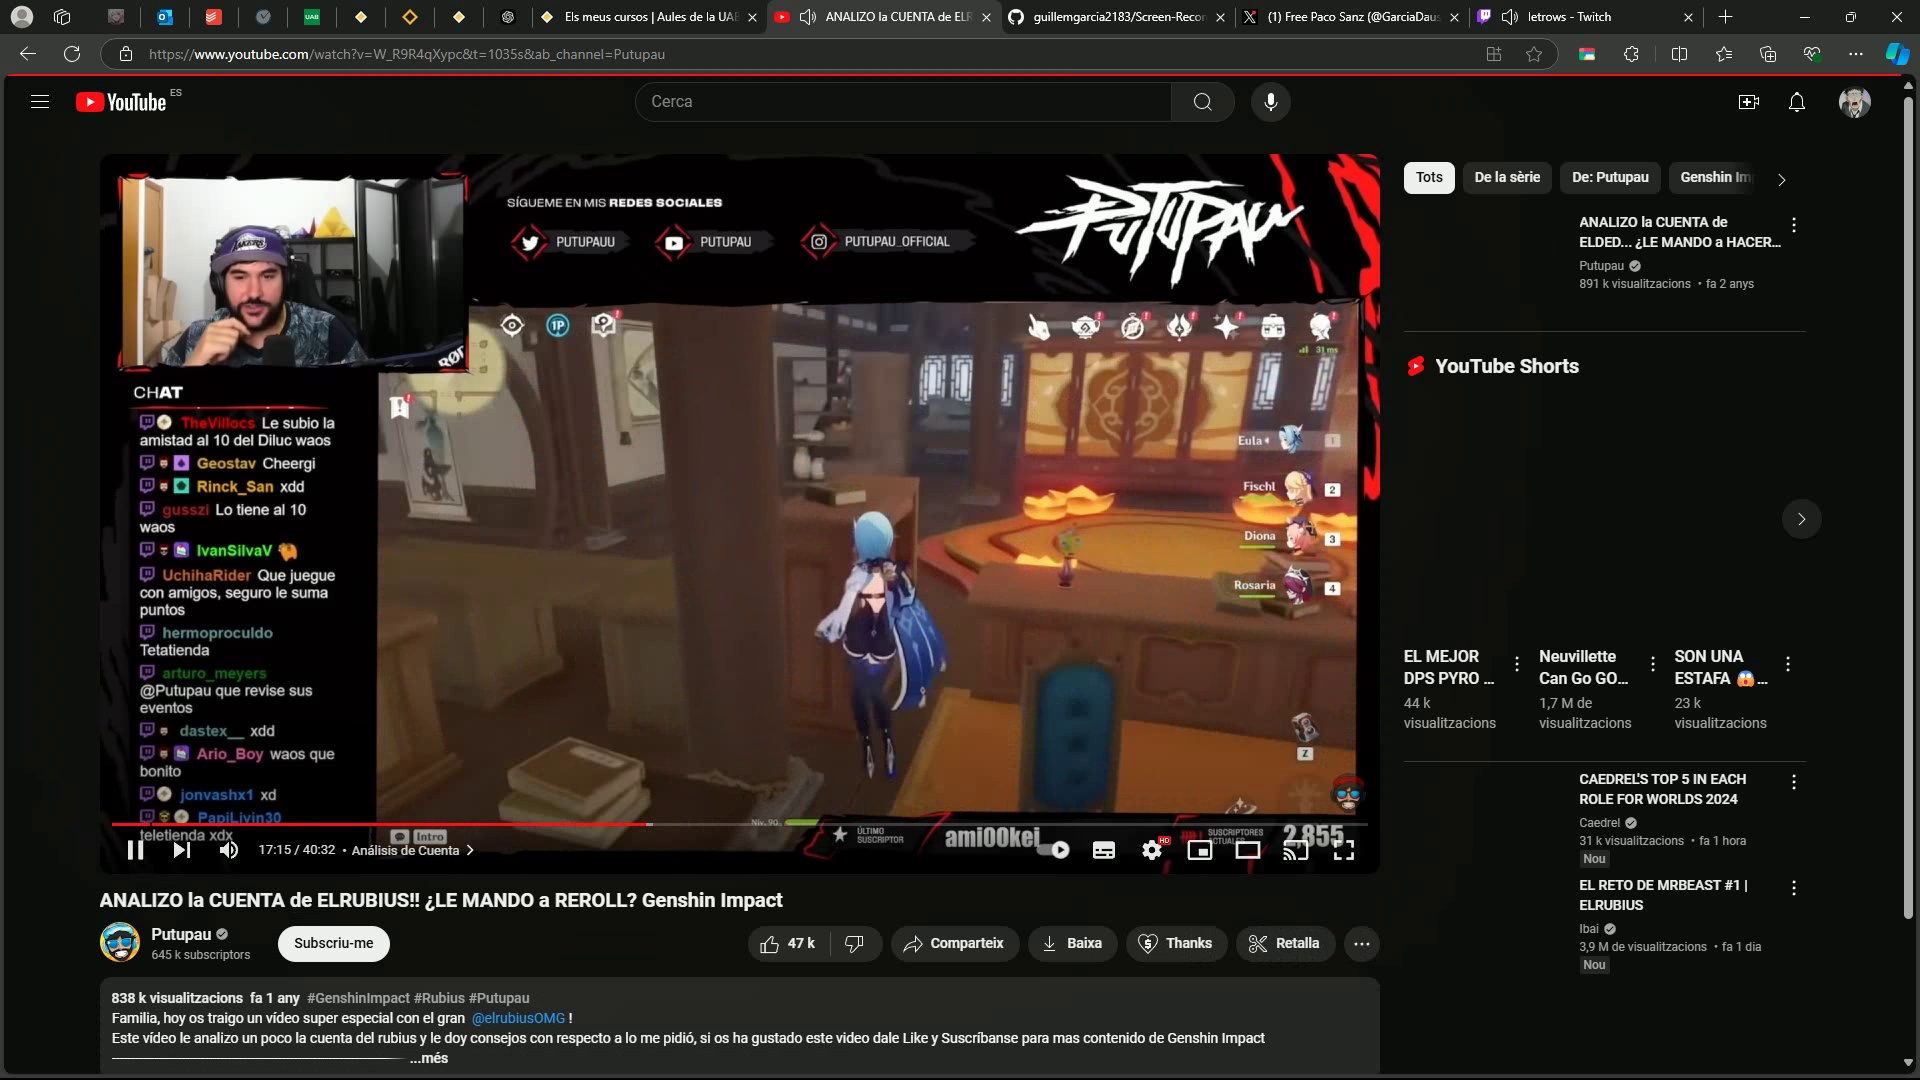 Els meus cursos | Aules de la UAB
ANALIZO la CUENTA de ELR
guillemgarcia2183/Screen-Recor
(1) Free Paco Sanz (@GarciaDaus
letrows - Twitch
https://www.youtube.com/watch?v=W_R9R4qXypc&t=1035s&ab_channel=Putupau
YouTube ES
Cerca
SÍGUEME EN MIS REDES SOCIALES
PUTUPAUU
PUTUPAU
PUTUPAU_OFFICIAL
PUTUPAU
1P
31 ms
CHAT
TheVillocs Le subio la
amistad al 10 del Diluc waos
Geostav Cheergi
Rinck_San xdd
gusszi Lo tiene al 10
waos
IvanSilvaV
UchihaRider Que juegue
con amigos, seguro le suma
puntos
hermoproculdo
Tetatienda
arturo_meyers
@Putupau que revise sus
eventos
dastex__ xdd
Ario_Boy waos que
bonito
jonvashx1 xd
PapiLivin30
teletienda xdx
Eula 1
Fischl 2
Diona 3
Rosaria 4
Z
Intro
Niv. 90
ÚLTIMO
SUSCRIPTOR
ami00kei
SUSCRIPTORES
ACTUALES
2,855
17:15 / 40:32 • Análisis de Cuenta
HD
ANALIZO la CUENTA de ELRUBIUS!! ¿LE MANDO a REROLL? Genshin Impact
Putupau
645 k subscriptors
Subscriu-me
47 k
Comparteix
Baixa
Thanks
Retalla
838 k visualitzacions fa 1 any #GenshinImpact #Rubius #Putupau
Familia, hoy os traigo un vídeo super especial con el gran @elrubiusOMG !
Este vídeo le analizo un poco la cuenta del rubius y le doy consejos con respecto a lo me pidió, si os ha gustado este video dale Like y Suscríbanse para mas contenido de Genshin Impact
...més
Tots
De la sèrie
De: Putupau
Genshin Im
ANALIZO la CUENTA de
ELDED... ¿LE MANDO a HACER...
Putupau
891 k visualitzacions • fa 2 anys
YouTube Shorts
EL MEJOR
DPS PYRO ...
44 k
visualitzacions
Neuvillette
Can Go GO...
1,7 M de
visualitzacions
SON UNA
ESTAFA 😱...
23 k
visualitzacions
CAEDREL'S TOP 5 IN EACH
ROLE FOR WORLDS 2024
Caedrel
31 k visualitzacions • fa 1 hora
Nou
EL RETO DE MRBEAST #1 |
ELRUBIUS
Ibai
3,9 M de visualitzacions • fa 1 dia
Nou